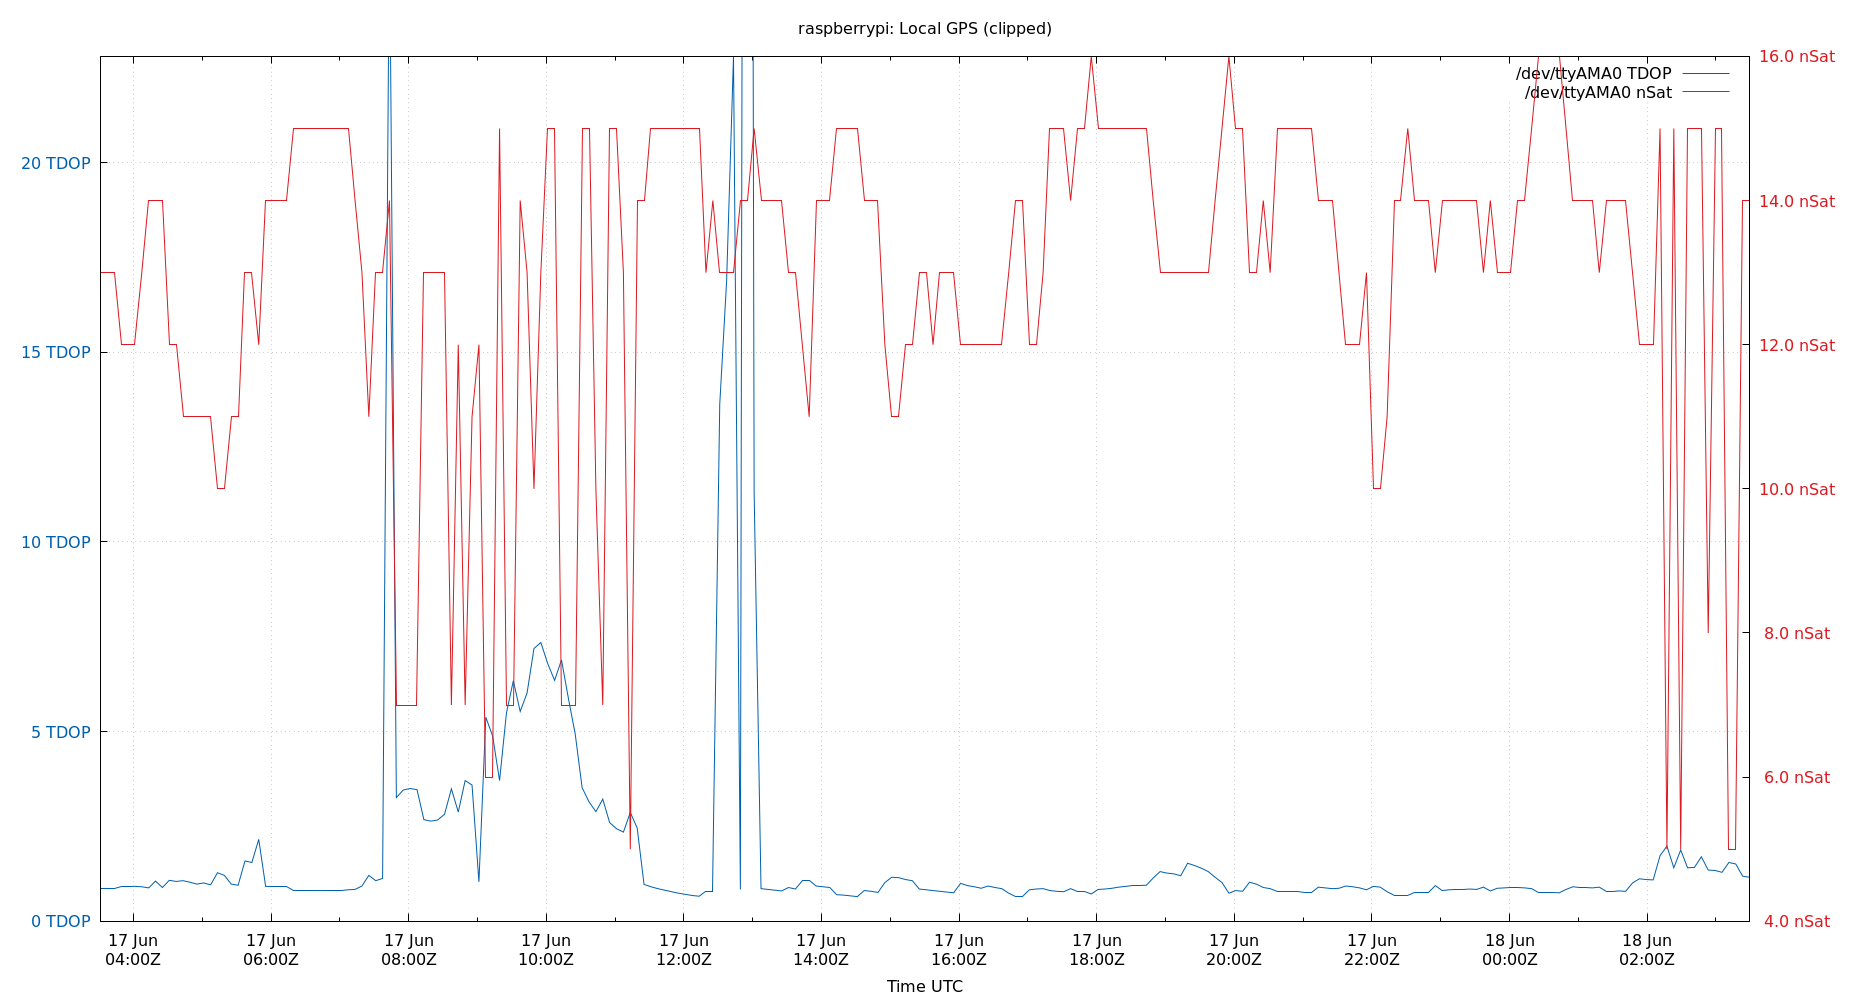 raspberrypi: Local GPS (clipped)
16.0 nSat
/dev/ttyAMA0 TDOP
/dev/ttyAMA0 nSat
20 TDOP
14.0 nSat
15 TDOP
12.0 nSat
10 TDOP
10.0 nSat
8.0 nSat
5 TDOP
6.0 nSat
0 TDOP
4.0 nSat
17 Jun 17 Jun 17 Jun 17 Jun 17 Jun 17 Jun 17 Jun 17 Jun 17 Jun 17 Jun 18 Jun 18 Jun
04:00Z 06:00Z 08:00Z 10:00Z 12:00Z 14:00Z 16:00Z 18:00Z 20:00Z 22:00Z 00:00Z 02:00Z
Time UTC